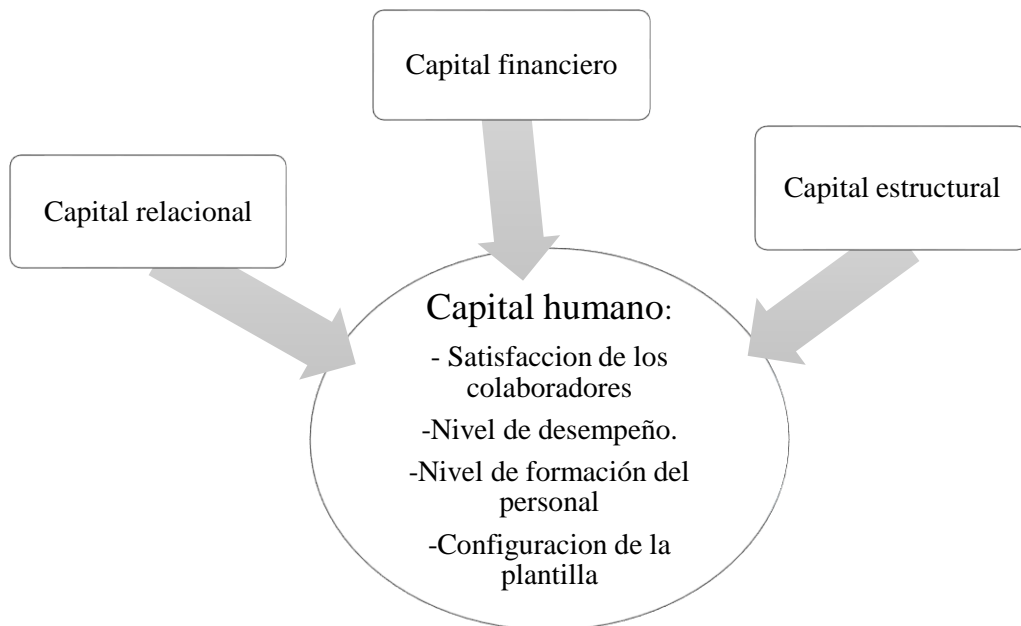 Capital financiero
Capital relacional
Capital estructural
Capital humano:
- Satisfaccion de los
colaboradores
-Nivel de desempeño.
-Nivel de formación del
personal
-Configuracion de la
plantilla